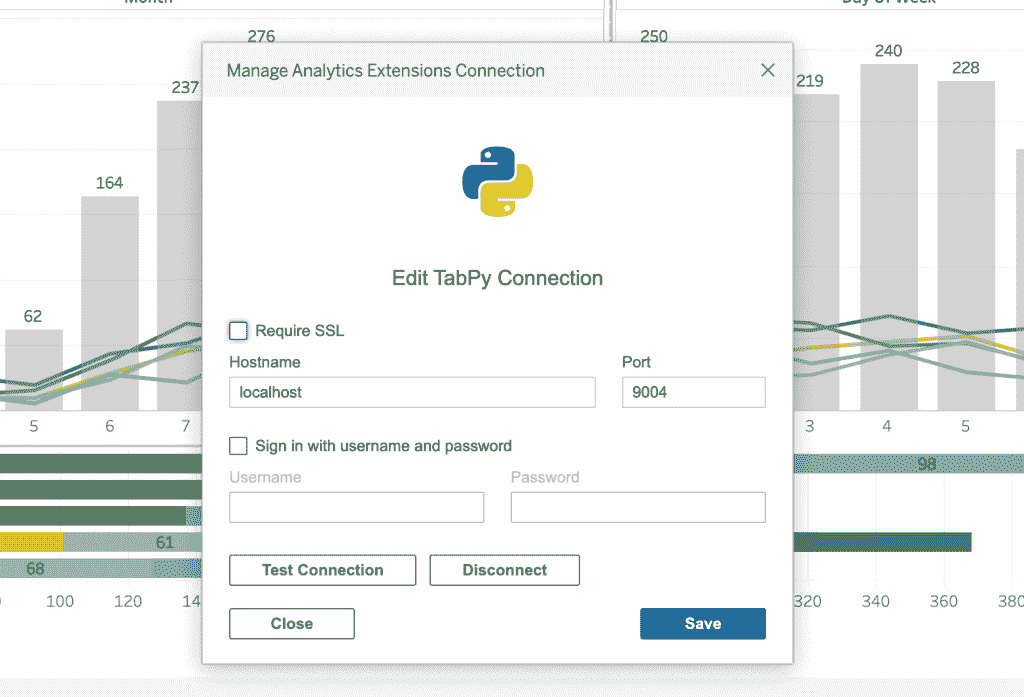 Month
Day of Week
276
250
Manage Analytics Extensions Connection
237
219
240
228
164
62
Edit TabPy Connection
Require SSL
Hostname
Port
localhost
9004
5
6
7
3
4
5
Sign in with username and password
98
Username
Password
61
68
Test Connection
Disconnect
100
120
14
320
340
360
380
Close
Save